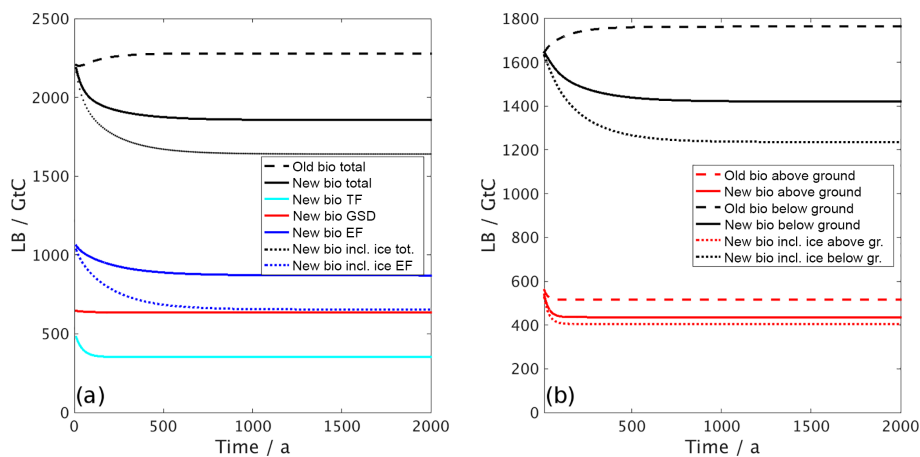 2500
2000
1500
1000
500
0
LB / GtC
Old bio total
New bio total
New bio TF
New bio GSD
New bio EF
New bio incl. ice tot.
New bio incl. ice EF
(a)
0 500 1000 1500 2000
Time / a
1800
1600
1400
1200
1000
800
600
400
200
0
LB / GtC
Old bio above ground
New bio above ground
Old bio below ground
New bio below ground
New bio incl. ice above gr.
New bio incl. ice below gr.
(b)
0 500 1000 1500 2000
Time / a